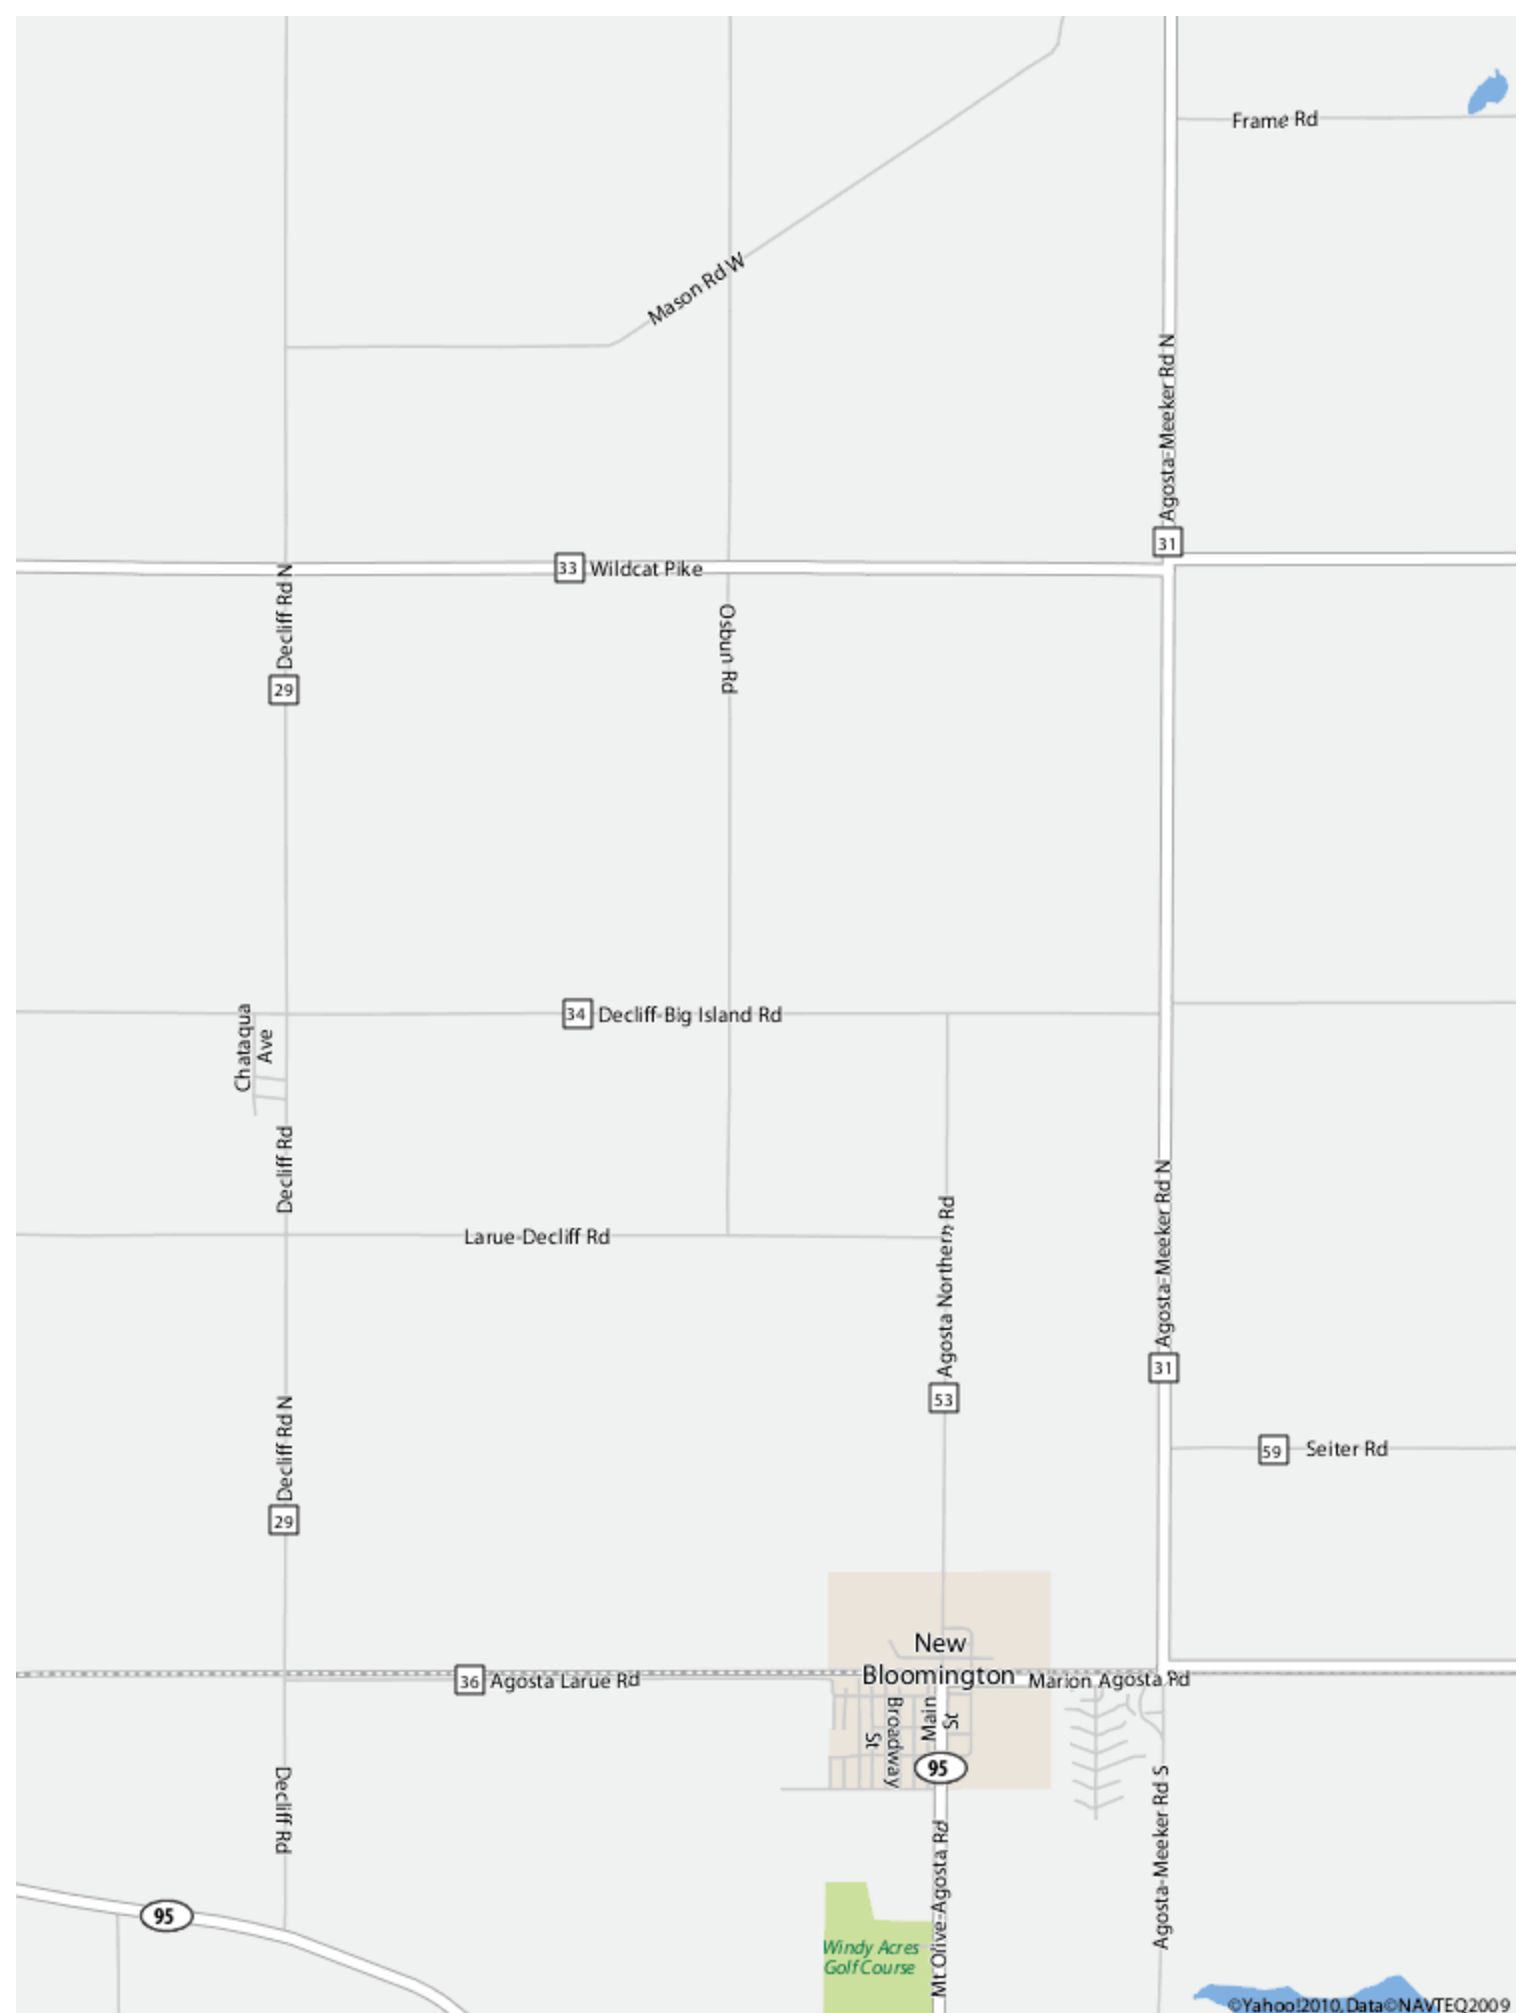 Frame Rd
Mason Rd W
Agosta-Meeker Rd N
31
33 Wildcat Pike
Decliff Rd N
Osbun Rd
29
Chataqua
Ave
34 Decliff-Big Island Rd
Decliff Rd
Agosta-Meeker Rd N
Larue-Decliff Rd
Agosta Northern Rd
31
53
Decliff Rd N
59 Seiter Rd
29
New
Bloomington
36 Agosta Larue Rd
Marion Agosta Rd
Broadway
St
Main
St
95
Decliff Rd
Agosta-Meeker Rd S
Mt Olive-Agosta Rd
95
Windy Acres
Golf Course
©Yahoo!2010, Data©NAVTEQ2009